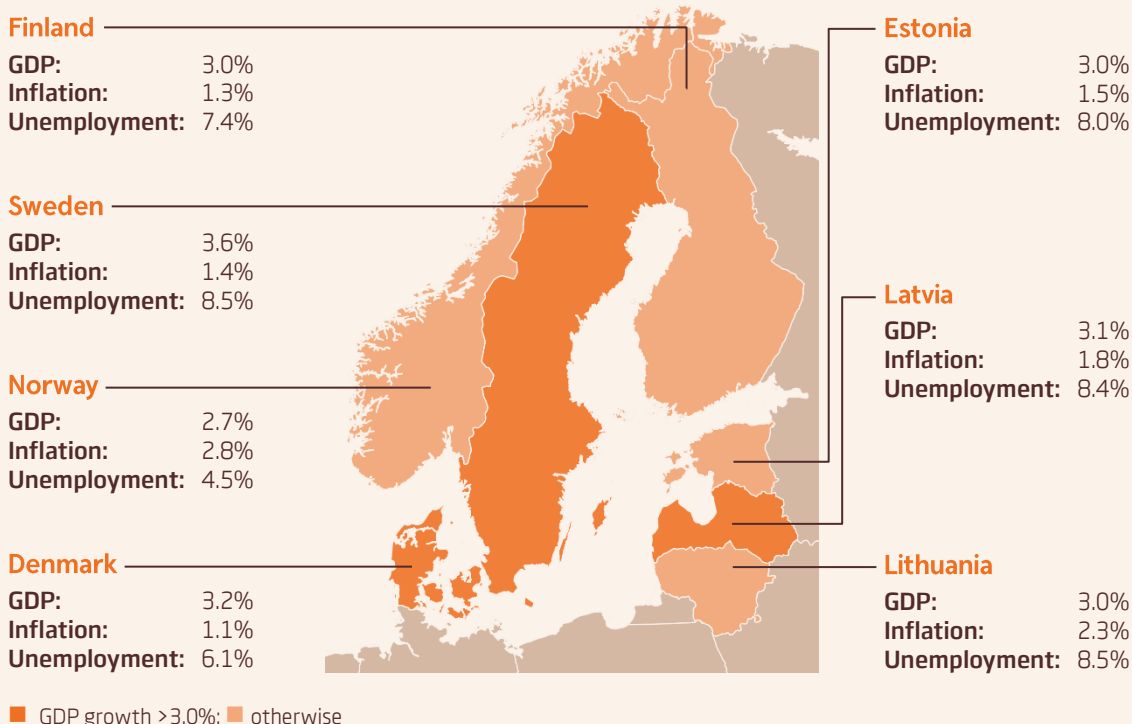 Finland
GDP: 3.0%
Inflation: 1.3%
Unemployment: 7.4%
Sweden
GDP: 3.6%
Inflation: 1.4%
Unemployment: 8.5%
Norway
GDP: 2.7%
Inflation: 2.8%
Unemployment: 4.5%
Denmark
GDP: 3.2%
Inflation: 1.1%
Unemployment: 6.1%
Estonia
GDP: 3.0%
Inflation: 1.5%
Unemployment: 8.0%
Latvia
GDP: 3.1%
Inflation: 1.8%
Unemployment: 8.4%
Lithuania
GDP: 3.0%
Inflation: 2.3%
Unemployment: 8.5%
GDP growth >3.0%; otherwise